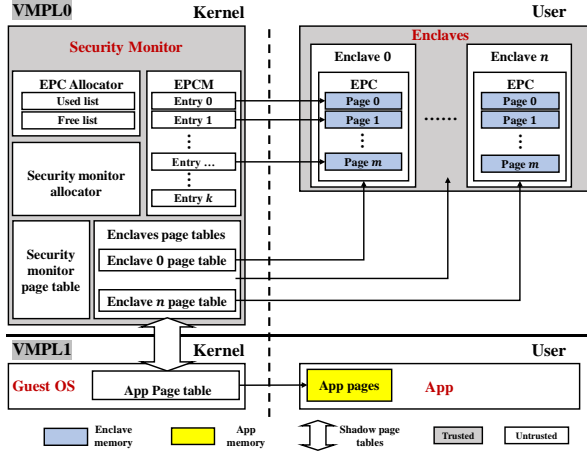 VMPL0
Kernel
User
Security Monitor
EPC Allocator
Used list
Free list
EPCM
Entry 0
Entry 1
Entry ...
Entry k
Security monitor
allocator
Security
monitor
page table
Enclaves page tables
Enclave 0 page table
Enclave n page table
Enclaves
Enclave 0
EPC
Page 0
Page 1
Page m
......
Enclave n
EPC
Page 0
Page 1
Page m
VMPL1
Kernel
User
Guest OS
App Page table
App pages
App
Enclave
memory
App
memory
Shadow page
tables
Trusted
Untrusted